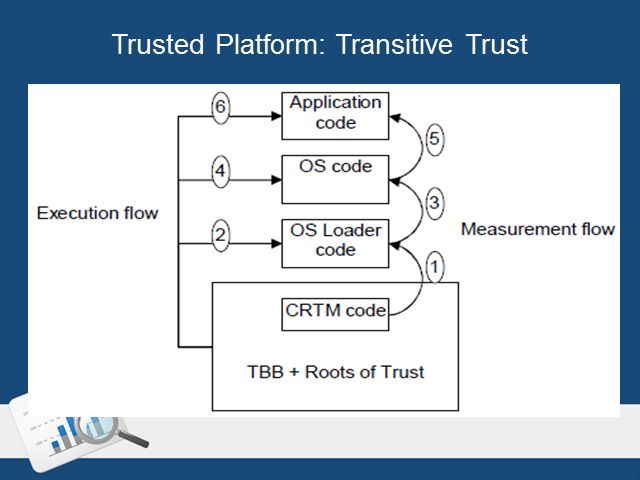 Trusted Platform: Transitive Trust
6
Application
code
5
4
OS code
Execution flow
3
2
OS Loader
code
Measurement flow
1
CRTM code
TBB + Roots of Trust